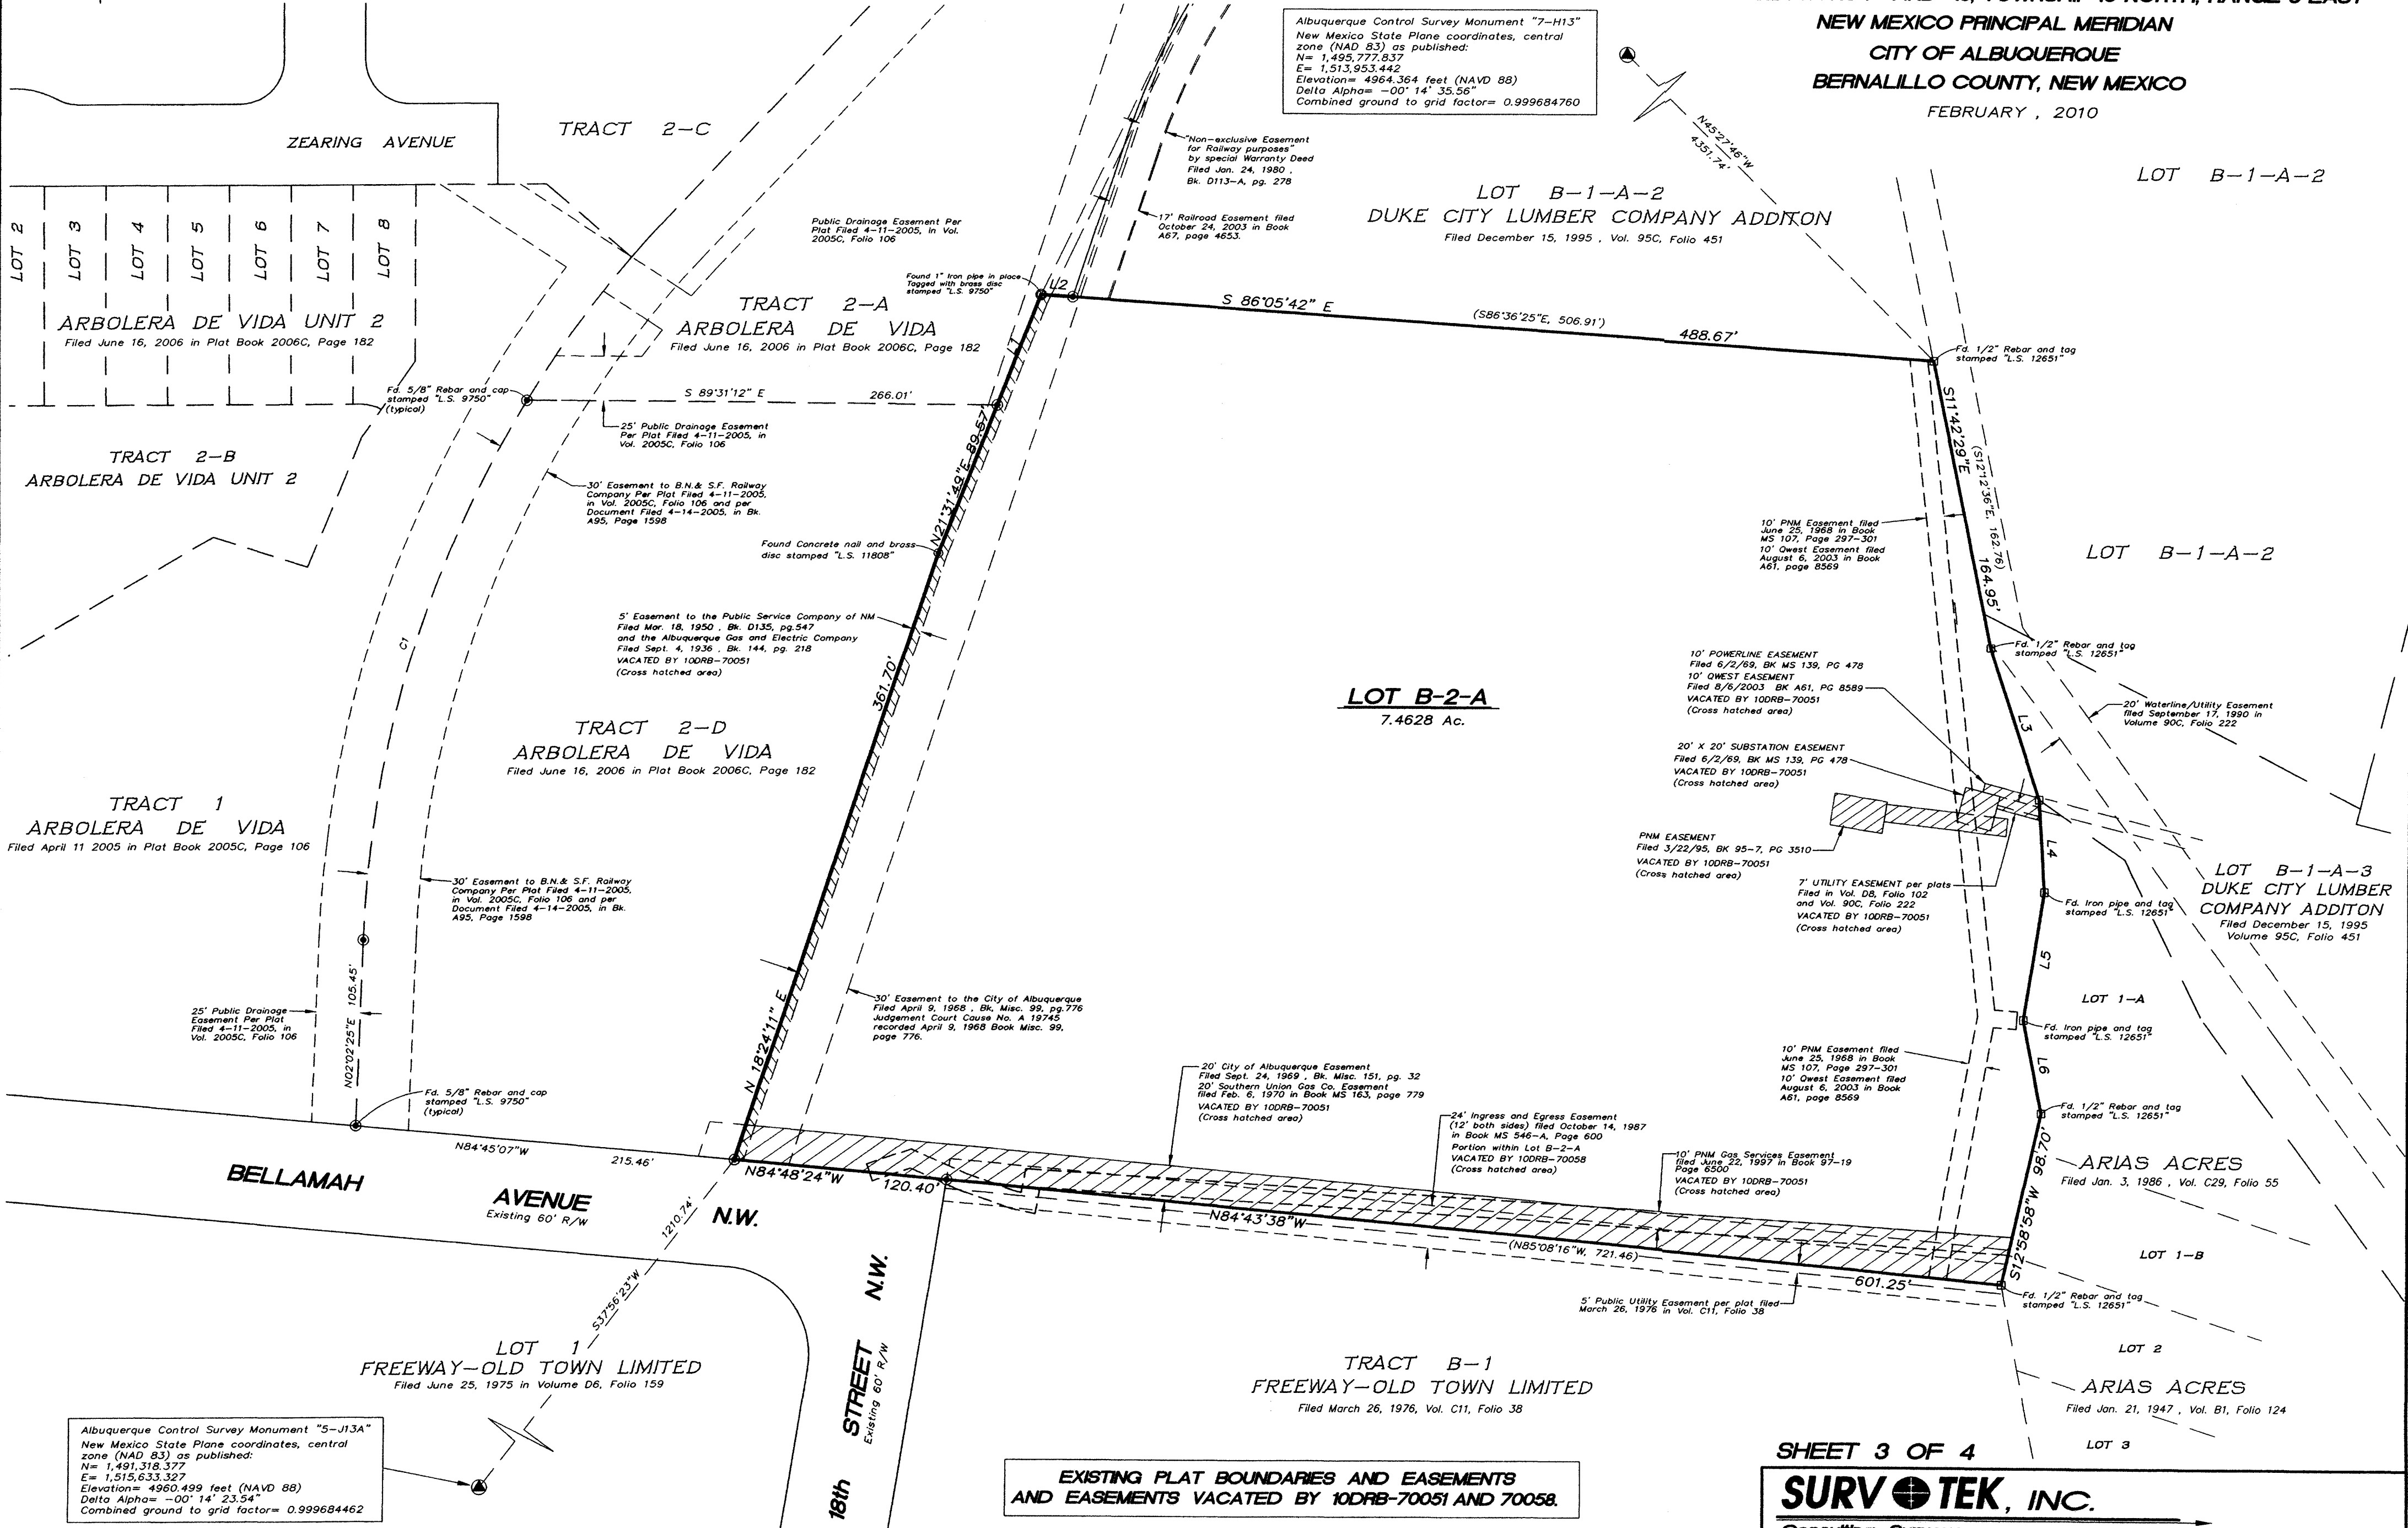 NEW MEXICO PRINCIPAL MERIDIAN
CITY OF ALBUQUERQUE
BERNALILLO COUNTY, NEW MEXICO
FEBRUARY , 2010
Albuquerque Control Survey Monument "7-H13"
New Mexico State Plane coordinates, central
zone (NAD 83) as published:
N= 1,495,777.837
E= 1,513,953.442
Elevation= 4964.364 feet (NAVD 88)
Delta Alpha= -00° 14' 35.56"
Combined ground to grid factor= 0.999684760
N45°27'46"W
4351.74'
ZEARING AVENUE
TRACT 2-C
"Non-exclusive Easement
for Railway purposes"
by special Warranty Deed
Filed Jan. 24, 1980 ,
Bk. D113-A, pg. 278
17' Railroad Easement filed
October 24, 2003 in Book
A67, page 4653.
LOT B-1-A-2
DUKE CITY LUMBER COMPANY ADDITON
Filed December 15, 1995 , Vol. 95C, Folio 451
LOT B-1-A-2
LOT 2
LOT 3
LOT 4
LOT 5
LOT 6
LOT 7
LOT 8
Public Drainage Easement Per
Plat Filed 4-11-2005, in Vol.
2005C, Folio 106
Found 1" Iron pipe in place
Tagged with brass disc
stamped "L.S. 9750"
L2
L1
S 86°05'42" E
(S86°36'25"E, 506.91')
488.67'
Fd. 1/2" Rebar and tag
stamped "L.S. 12651"
ARBOLERA DE VIDA UNIT 2
Filed June 16, 2006 in Plat Book 2006C, Page 182
TRACT 2-A
ARBOLERA DE VIDA
Filed June 16, 2006 in Plat Book 2006C, Page 182
Fd. 5/8" Rebar and cap
stamped "L.S. 9750"
(typical)
S 89°31'12" E
266.01'
25' Public Drainage Easement
Per Plat Filed 4-11-2005, in
Vol. 2005C, Folio 106
N21°31'49"E 89.57'
S11°42'29"E
(S12°12'36"E, 162.76)
164.95'
TRACT 2-B
ARBOLERA DE VIDA UNIT 2
30' Easement to B.N.& S.F. Railway
Company Per Plat Filed 4-11-2005,
in Vol. 2005C, Folio 106 and per
Document Filed 4-14-2005, in Bk.
A95, Page 1598
Found Concrete nail and brass
disc stamped "L.S. 11808"
10' PNM Easement filed
June 25, 1968 in Book
MS 107, Page 297-301
10' Qwest Easement filed
August 6, 2003 in Book
A61, page 8569
LOT B-1-A-2
5' Easement to the Public Service Company of NM
Filed Mar. 18, 1950 , Bk. D135, pg.547
and the Albuquerque Gas and Electric Company
Filed Sept. 4, 1936 , Bk. 144, pg. 218
VACATED BY 10DRB-70051
(Cross hatched area)
C1
361.70'
Fd. 1/2" Rebar and tag
stamped "L.S. 12651"
10' POWERLINE EASEMENT
Filed 6/2/69, BK MS 139, PG 478
10' QWEST EASEMENT
Filed 8/6/2003 BK A61, PG 8589
VACATED BY 10DRB-70051
(Cross hatched area)
LOT B-2-A
7.4628 Ac.
L3
20' Waterline/Utility Easement
filed September 17, 1990 in
Volume 90C, Folio 222
TRACT 2-D
ARBOLERA DE VIDA
Filed June 16, 2006 in Plat Book 2006C, Page 182
20' X 20' SUBSTATION EASEMENT
Filed 6/2/69, BK MS 139, PG 478
VACATED BY 10DRB-70051
(Cross hatched area)
TRACT 1
ARBOLERA DE VIDA
Filed April 11 2005 in Plat Book 2005C, Page 106
PNM EASEMENT
Filed 3/22/95, BK 95-7, PG 3510
VACATED BY 10DRB-70051
(Cross hatched area)
L4
7' UTILITY EASEMENT per plats
Filed in Vol. D8, Folio 102
and Vol. 90C, Folio 222
VACATED BY 10DRB-70051
(Cross hatched area)
LOT B-1-A-3
DUKE CITY LUMBER
COMPANY ADDITON
Filed December 15, 1995
Volume 95C, Folio 451
Fd. Iron pipe and tag
stamped "L.S. 12651"
30' Easement to B.N.& S.F. Railway
Company Per Plat Filed 4-11-2005,
in Vol. 2005C, Folio 106 and per
Document Filed 4-14-2005, in Bk.
A95, Page 1598
L5
LOT 1-A
Fd. Iron pipe and tag
stamped "L.S. 12651"
25' Public Drainage
Easement Per Plat
Filed 4-11-2005, in
Vol. 2005C, Folio 106
N02°02'25"E 105.45'
N 18°24'11" E
30' Easement to the City of Albuquerque
Filed April 9, 1968 , Bk, Misc. 99, pg.776
Judgement Court Cause No. A 19745
recorded April 9, 1968 Book Misc. 99,
page 776.
10' PNM Easement filed
June 25, 1968 in Book
MS 107, Page 297-301
10' Qwest Easement filed
August 6, 2003 in Book
A61, page 8569
L6
Fd. 5/8" Rebar and cap
stamped "L.S. 9750"
(typical)
20' City of Albuquerque Easement
Filed Sept. 24, 1969 , Bk. Misc. 151, pg. 32
20' Southern Union Gas Co. Easement
filed Feb. 6, 1970 in Book MS 163, page 779
VACATED BY 10DRB-70051
(Cross hatched area)
24' Ingress and Egress Easement
(12' both sides) filed October 14, 1987
in Book MS 546-A, Page 600
Portion within Lot B-2-A
VACATED BY 10DRB-70058
(Cross hatched area)
10' PNM Gas Services Easement
filed June 22, 1997 in Book 97-19
Page 6500
VACATED BY 10DRB-70051
(Cross hatched area)
Fd. 1/2" Rebar and tag
stamped "L.S. 12651"
S12°58'58"W 98.70'
ARIAS ACRES
Filed Jan. 3, 1986 , Vol. C29, Folio 55
N84°45'07"W
215.46'
BELLAMAH
AVENUE
N.W.
Existing 60' R/W
N84°48'24"W
120.40'
N84°43'38"W
(N85°08'16"W, 721.46)
601.25'
LOT 1-B
5' Public Utility Easement per plat filed
March 26, 1976 in Vol. C11, Folio 38
Fd. 1/2" Rebar and tag
stamped "L.S. 12651"
1210.74'
S37°56'23"W
18th STREET N.W.
Existing 60' R/W
LOT 1
FREEWAY-OLD TOWN LIMITED
Filed June 25, 1975 in Volume D6, Folio 159
TRACT B-1
FREEWAY-OLD TOWN LIMITED
Filed March 26, 1976, Vol. C11, Folio 38
LOT 2
ARIAS ACRES
Filed Jan. 21, 1947 , Vol. B1, Folio 124
LOT 3
Albuquerque Control Survey Monument "5-J13A"
New Mexico State Plane coordinates, central
zone (NAD 83) as published:
N= 1,491,318.377
E= 1,515,633.327
Elevation= 4960.499 feet (NAVD 88)
Delta Alpha= -00° 14' 23.54"
Combined ground to grid factor= 0.999684462
EXISTING PLAT BOUNDARIES AND EASEMENTS
AND EASEMENTS VACATED BY 10DRB-70051 AND 70058.
SHEET 3 OF 4
SURV TEK, INC.